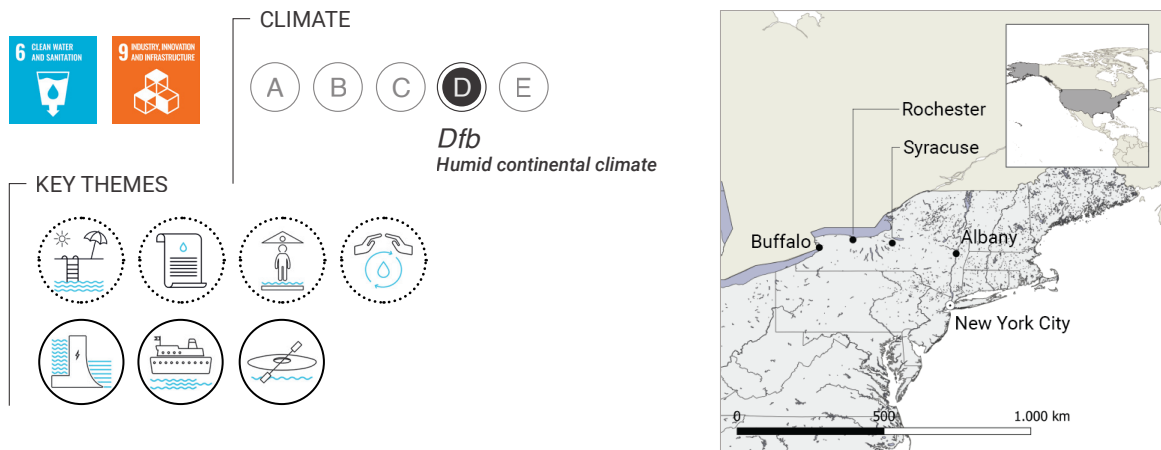 CLIMATE
6 CLEAN WATER
AND SANITATION
9 INDUSTRY, INNOVATION
AND INFRASTRUCTURE
A B C D E
Dfb
Humid continental climate
KEY THEMES
Rochester
Syracuse
Buffalo
Albany
New York City
0 500 1.000 km